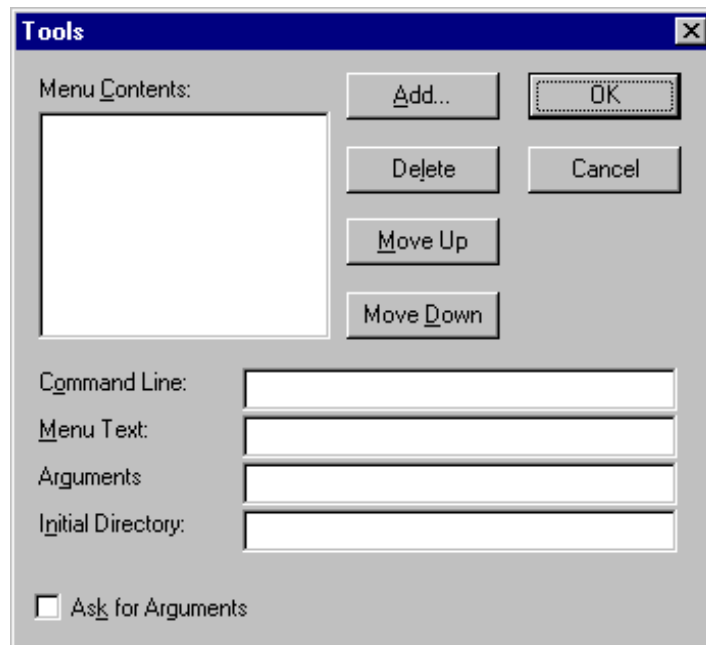 Tools
Menu Contents:
Add...
OK
Delete
Cancel
Move Up
Move Down
Command Line:
Menu Text:
Arguments
Initial Directory:
Ask for Arguments